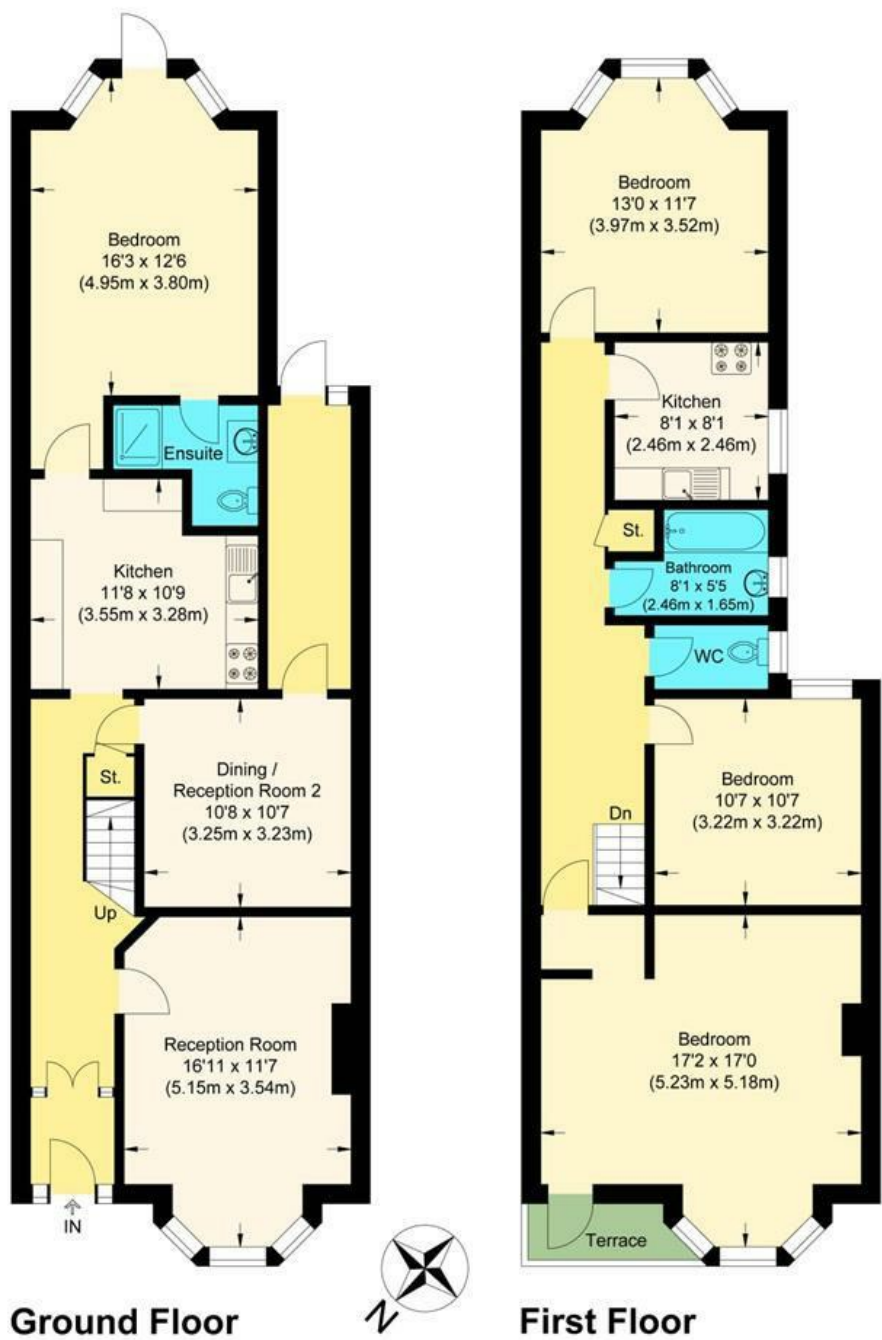 Bedroom
16'3 x 12'6
(4.95m x 3.80m)
Ensuite
Kitchen
11'8 x 10'9
(3.55m x 3.28m)
St.
Dining /
Reception Room 2
10'8 x 10'7
(3.25m x 3.23m)
Up
Reception Room
16'11 x 11'7
(5.15m x 3.54m)
IN
Ground Floor
N
Bedroom
13'0 x 11'7
(3.97m x 3.52m)
Kitchen
8'1 x 8'1
(2.46m x 2.46m)
St.
Bathroom
8'1 x 5'5
(2.46m x 1.65m)
WC
Bedroom
10'7 x 10'7
(3.22m x 3.22m)
Dn
Bedroom
17'2 x 17'0
(5.23m x 5.18m)
Terrace
First Floor